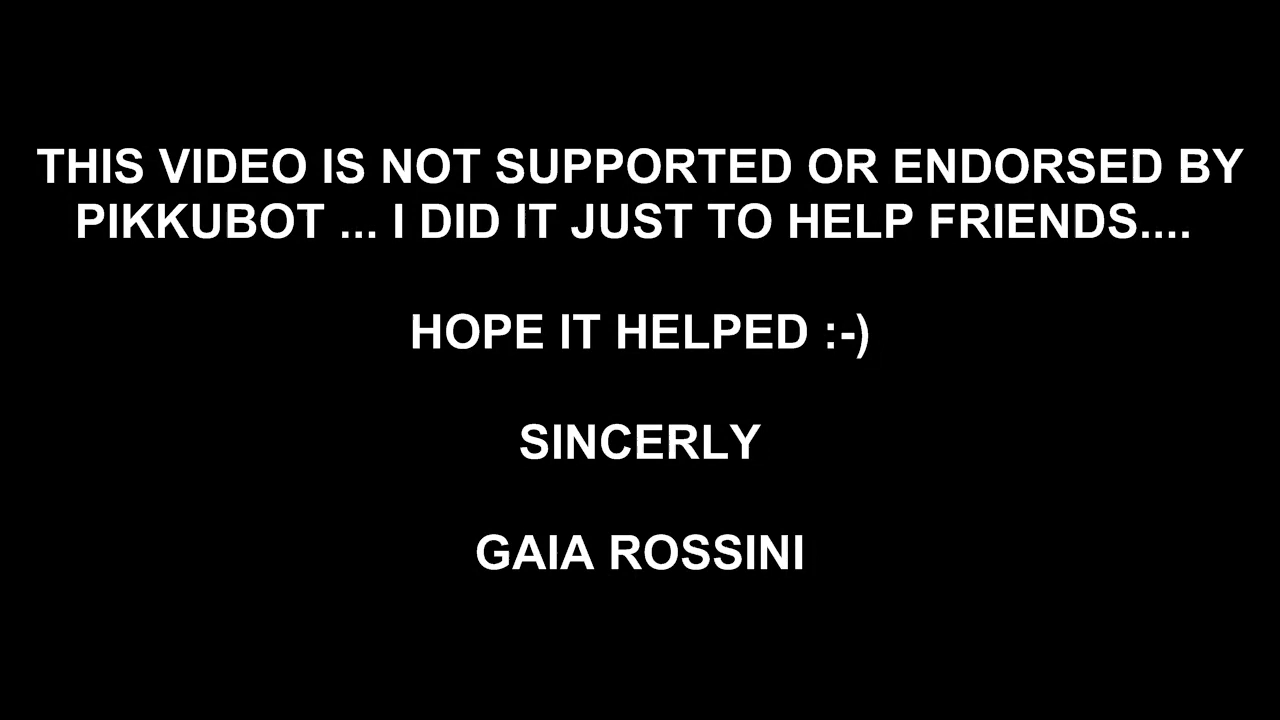 THIS VIDEO IS NOT SUPPORTED OR ENDORSED BY
PIKKUBOT ... I DID IT JUST TO HELP FRIENDS....
HOPE IT HELPED :-)
SINCERLY
GAIA ROSSINI